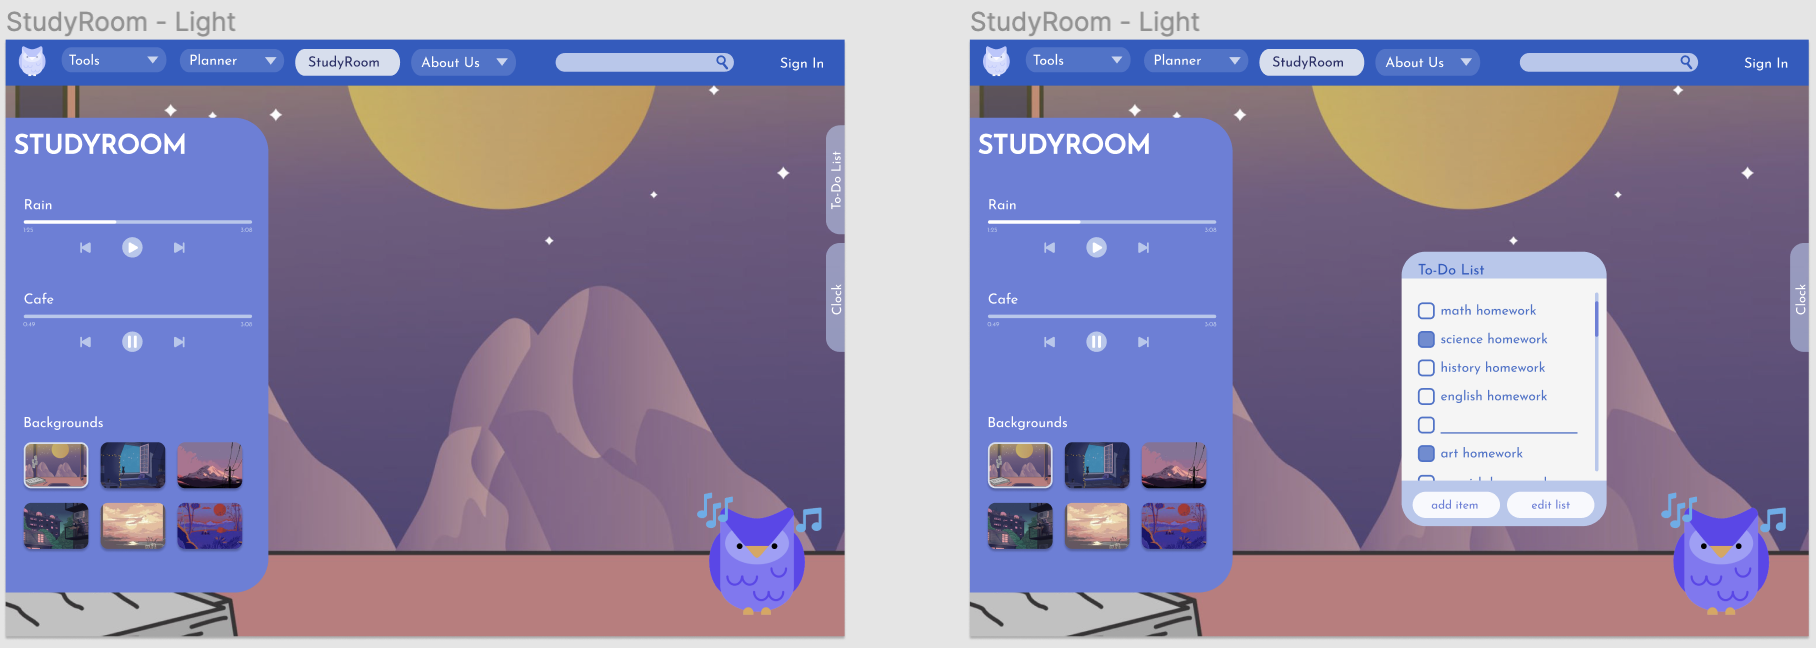 StudyRoom - Light
Tools
Planner
StudyRoom
About Us
Sign In
STUDYROOM
Rain
1:25
3:08
Cafe
0:49
3:08
Backgrounds
To-Do List
Clock
StudyRoom - Light
Tools
Planner
StudyRoom
About Us
Sign In
STUDYROOM
Rain
1:25
3:08
Cafe
0:49
3:08
Backgrounds
To-Do List
math homework
science homework
history homework
english homework
art homework
add item
edit list
Clock